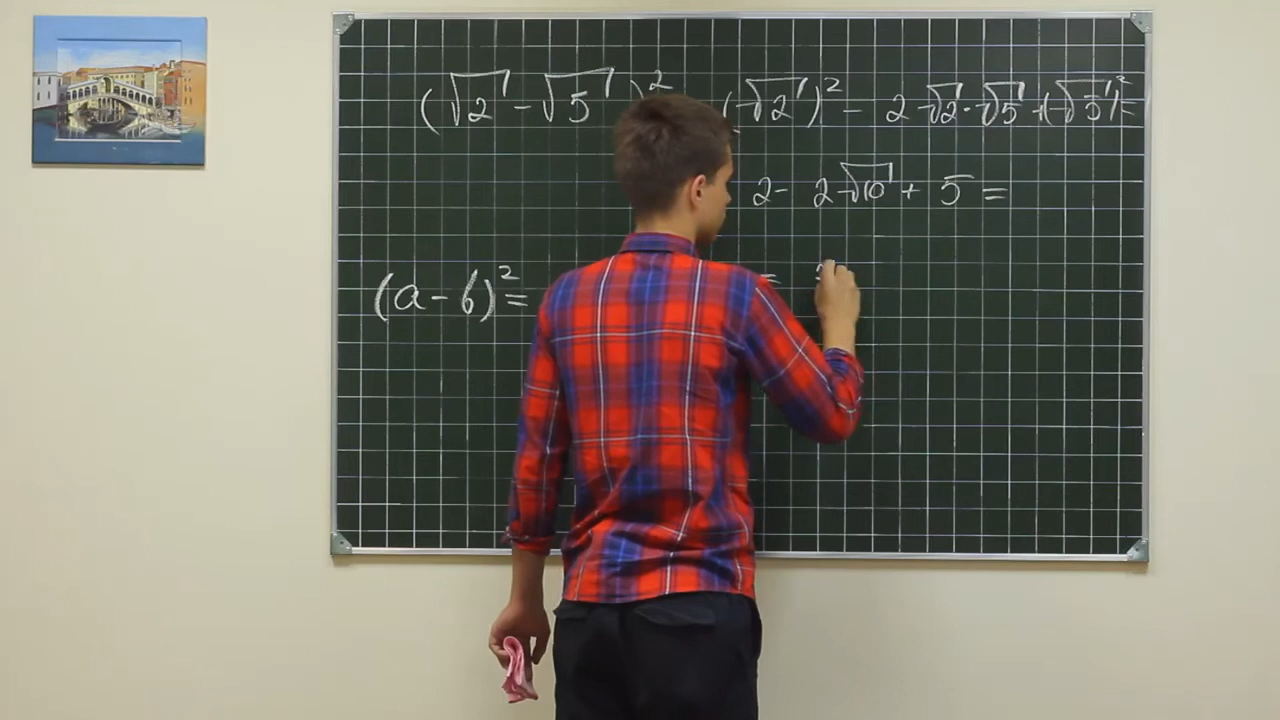 (√2 - √5)² (√2)² - 2√2·√5 + (√5)² =
2 - 2√10 + 5 =
(a - b)² = =